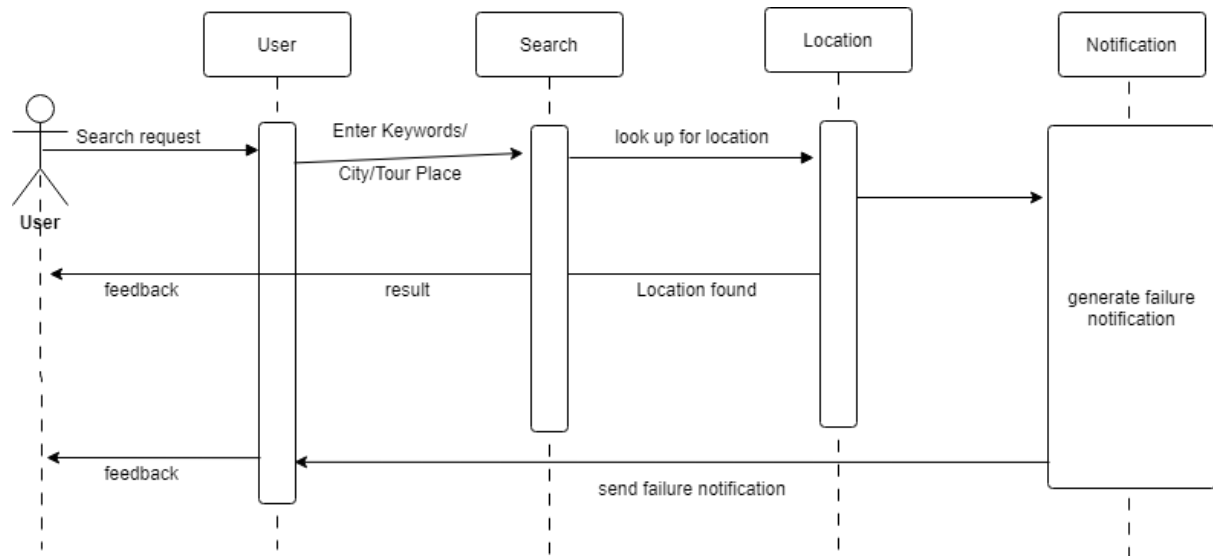 User
Search
Location
Notification
Search request
Enter Keywords/
City/Tour Place
look up for location
User
feedback
result
Location found
generate failure
notification
feedback
send failure notification